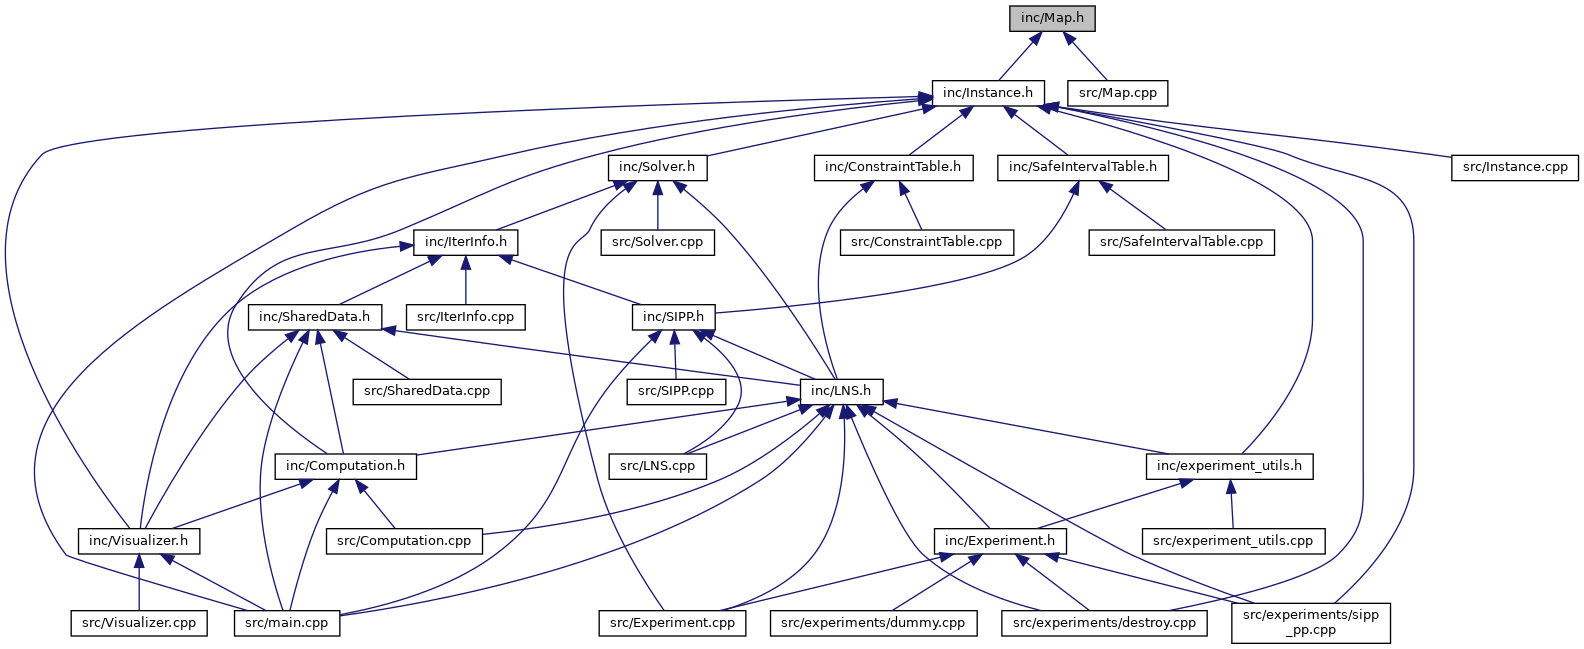 inc/Map.h
inc/Instance.h
src/Map.cpp
inc/Solver.h
inc/ConstraintTable.h
inc/SafeIntervalTable.h
src/Instance.cpp
inc/IterInfo.h
src/Solver.cpp
src/ConstraintTable.cpp
src/SafeIntervalTable.cpp
inc/SharedData.h
src/IterInfo.cpp
inc/SIPP.h
src/SharedData.cpp
src/SIPP.cpp
inc/LNS.h
inc/Computation.h
src/LNS.cpp
inc/experiment_utils.h
inc/Visualizer.h
src/Computation.cpp
inc/Experiment.h
src/experiment_utils.cpp
src/Visualizer.cpp
src/main.cpp
src/Experiment.cpp
src/experiments/dummy.cpp
src/experiments/destroy.cpp
src/experiments/sipp
_pp.cpp